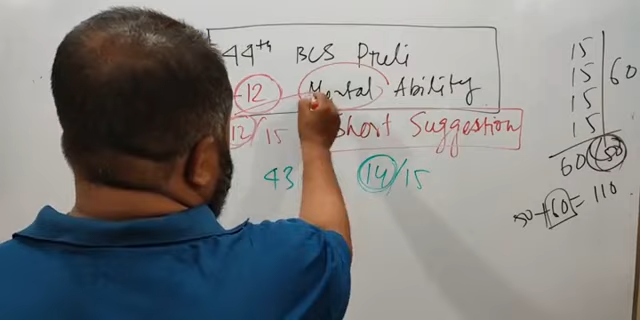 44th BCS Preli
12 Mental Ability
12/15 Short Suggestion
43 14/15
15
15 60
15
15
60 50
50+60=110